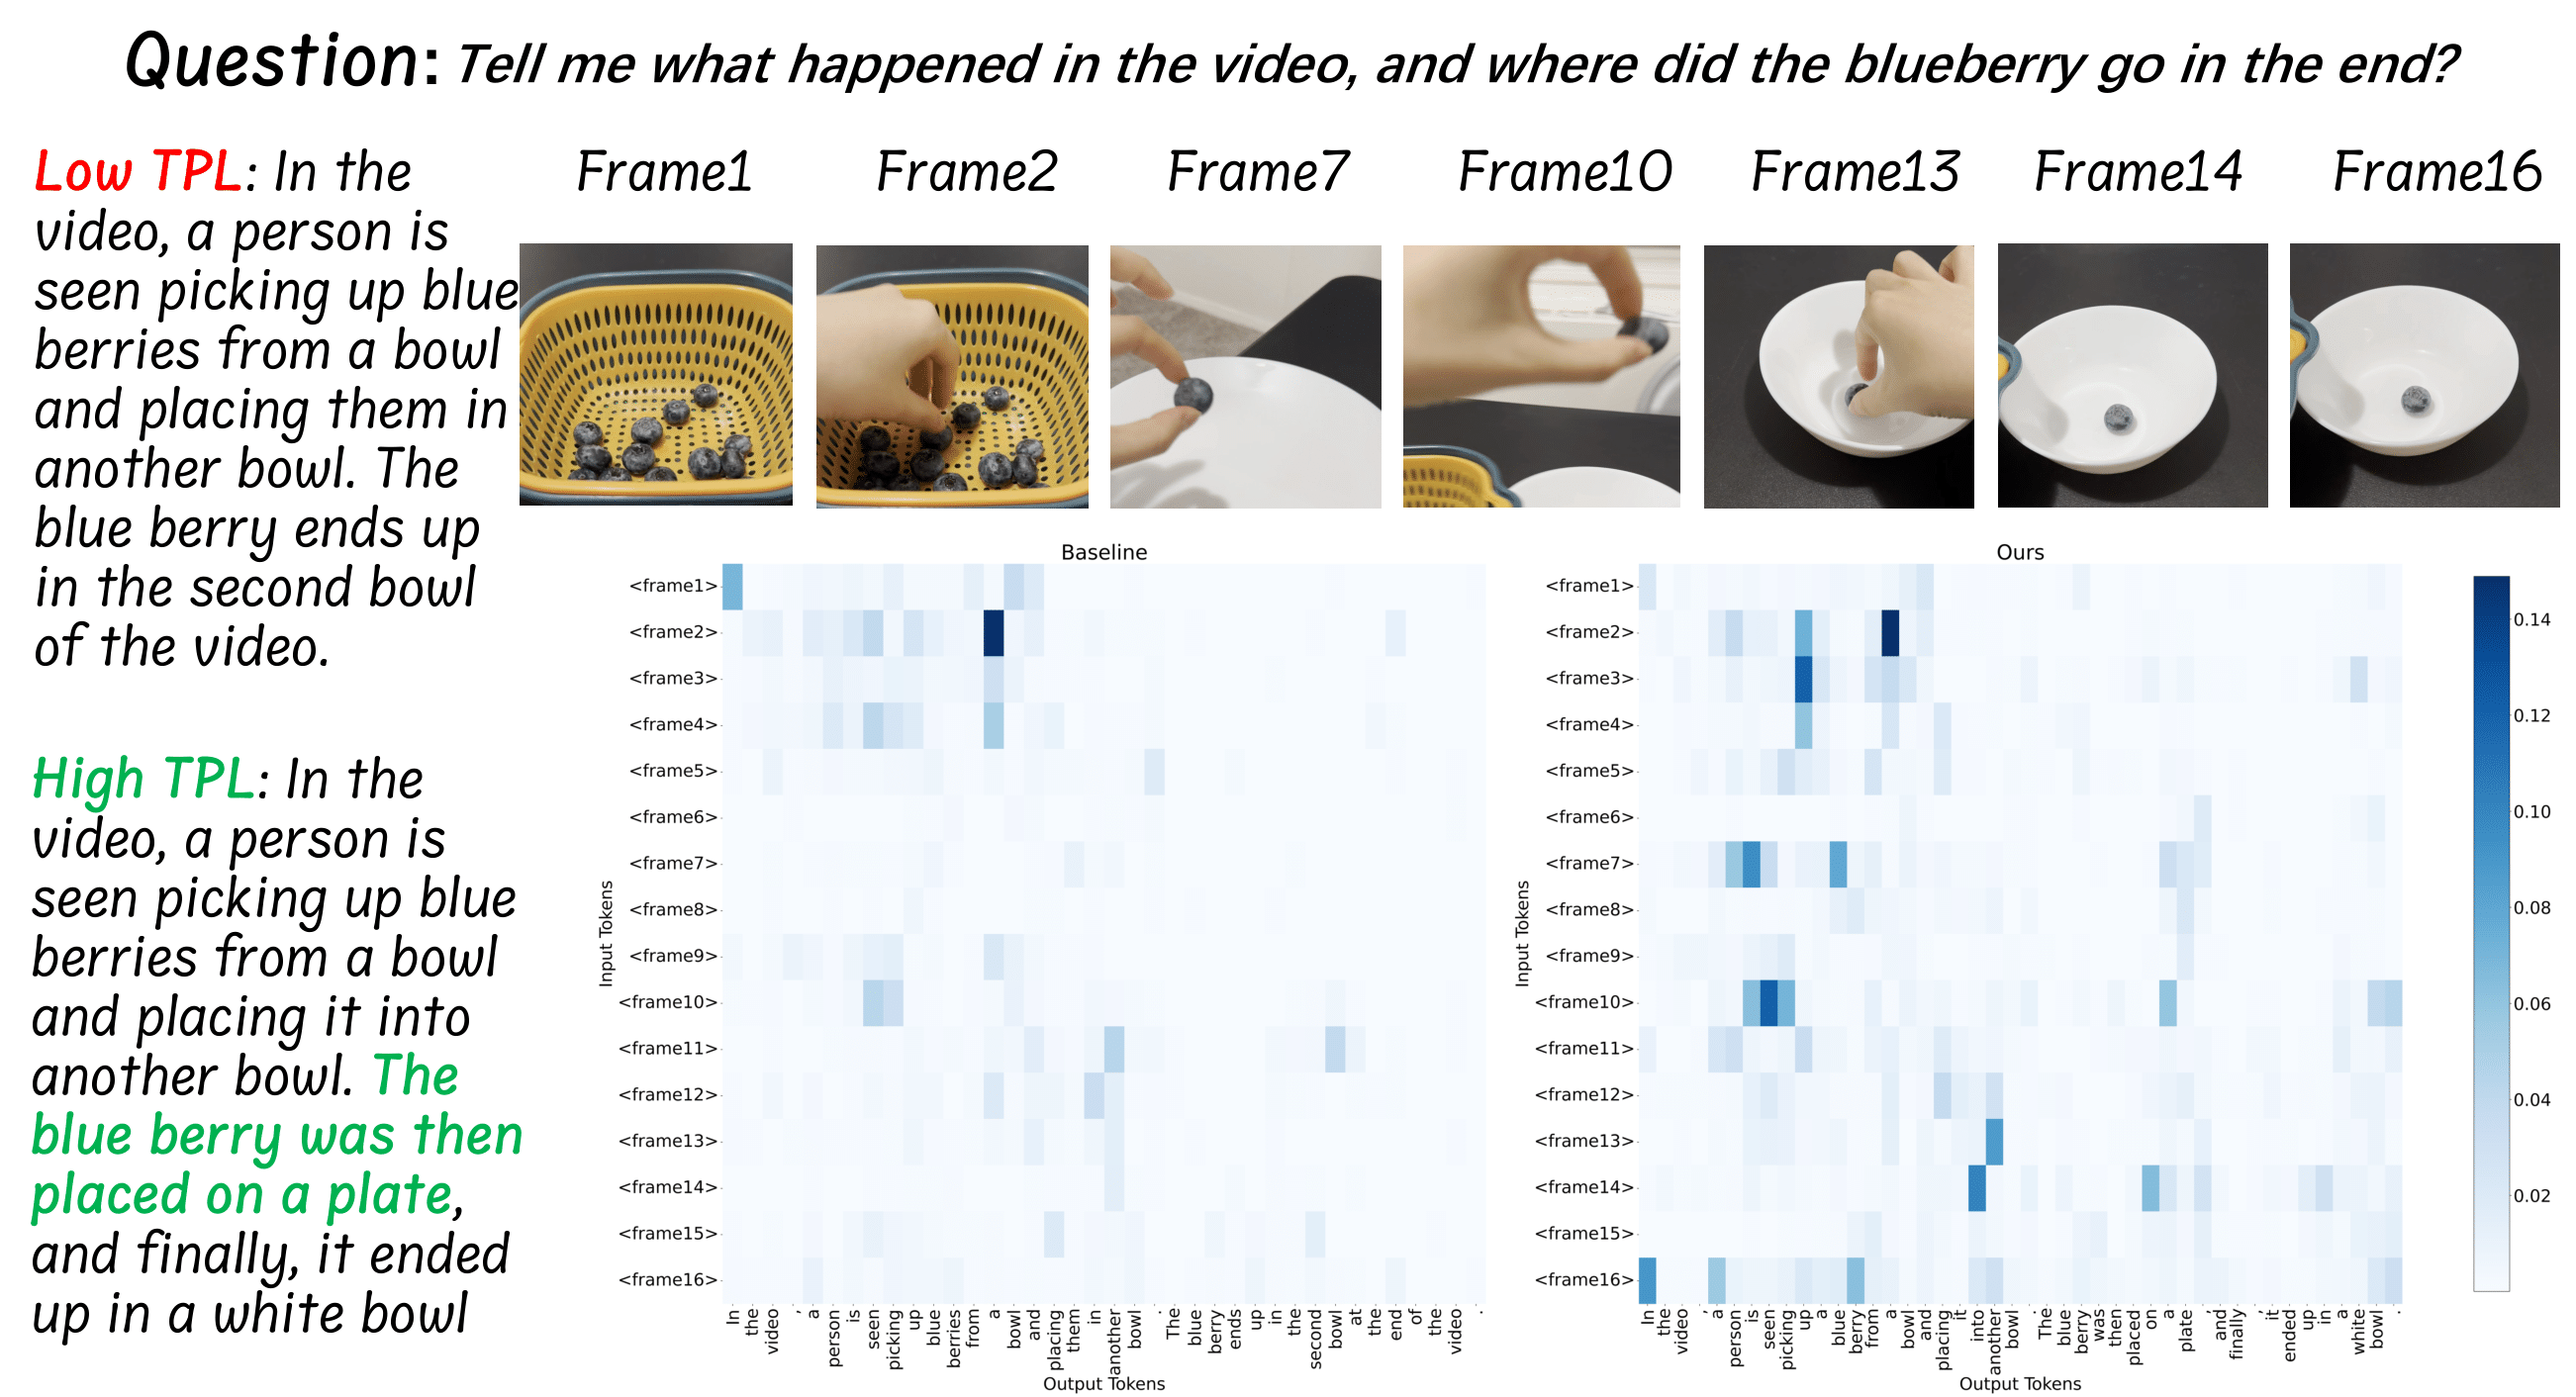 Question: Tell me what happened in the video, and where did the blueberry go in the end?
Low TPL: In the
video, a person is
seen picking up blue
berries from a bowl
and placing them in
another bowl. The
blue berry ends up
in the second bowl
of the video.
High TPL: In the
video, a person is
seen picking up blue
berries from a bowl
and placing it into
another bowl. The
blue berry was then
placed on a plate,
and finally, it ended
up in a white bowl
Frame1 Frame2 Frame7 Frame10 Frame13 Frame14 Frame16
Baseline
Input Tokens
<frame1>
<frame2>
<frame3>
<frame4>
<frame5>
<frame6>
<frame7>
<frame8>
<frame9>
<frame10>
<frame11>
<frame12>
<frame13>
<frame14>
<frame15>
<frame16>
In the video , a person is seen picking up blue berries from a bowl and placing them in another bowl . The blue berry ends up in the second bowl at the end of the video .
Output Tokens
Ours
Input Tokens
<frame1>
<frame2>
<frame3>
<frame4>
<frame5>
<frame6>
<frame7>
<frame8>
<frame9>
<frame10>
<frame11>
<frame12>
<frame13>
<frame14>
<frame15>
<frame16>
In the video , a person is seen picking up a blue berry from a bowl and placing it into another bowl . The blue berry was then placed on a plate , and finally , it ended up in a white bowl .
Output Tokens
0.14
0.12
0.10
0.08
0.06
0.04
0.02